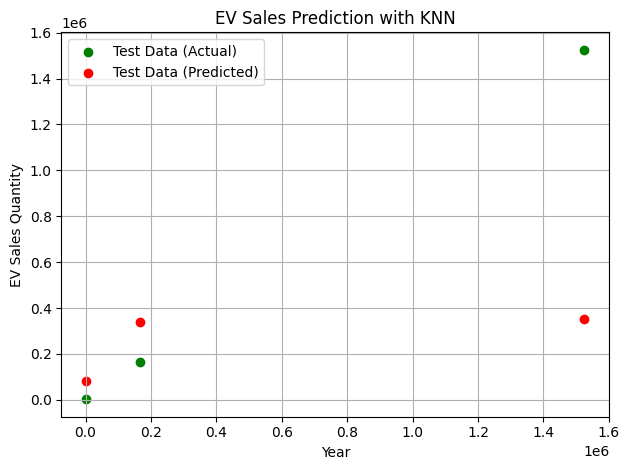 EV Sales Prediction with KNN
1e6
Test Data (Actual)
Test Data (Predicted)
1.6
1.4
1.2
1.0
0.8
0.6
0.4
0.2
0.0
EV Sales Quantity
0.0 0.2 0.4 0.6 0.8 1.0 1.2 1.4 1.6
1e6
Year